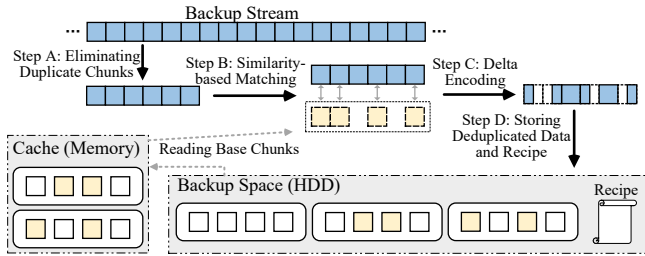 Backup Stream
... ...
Step A: Eliminating
Duplicate Chunks
Step B: Similarity-
based Matching
Step C: Delta
Encoding
Step D: Storing
Deduplicated Data
and Recipe
Cache (Memory)
Reading Base Chunks
Backup Space (HDD)
Recipe